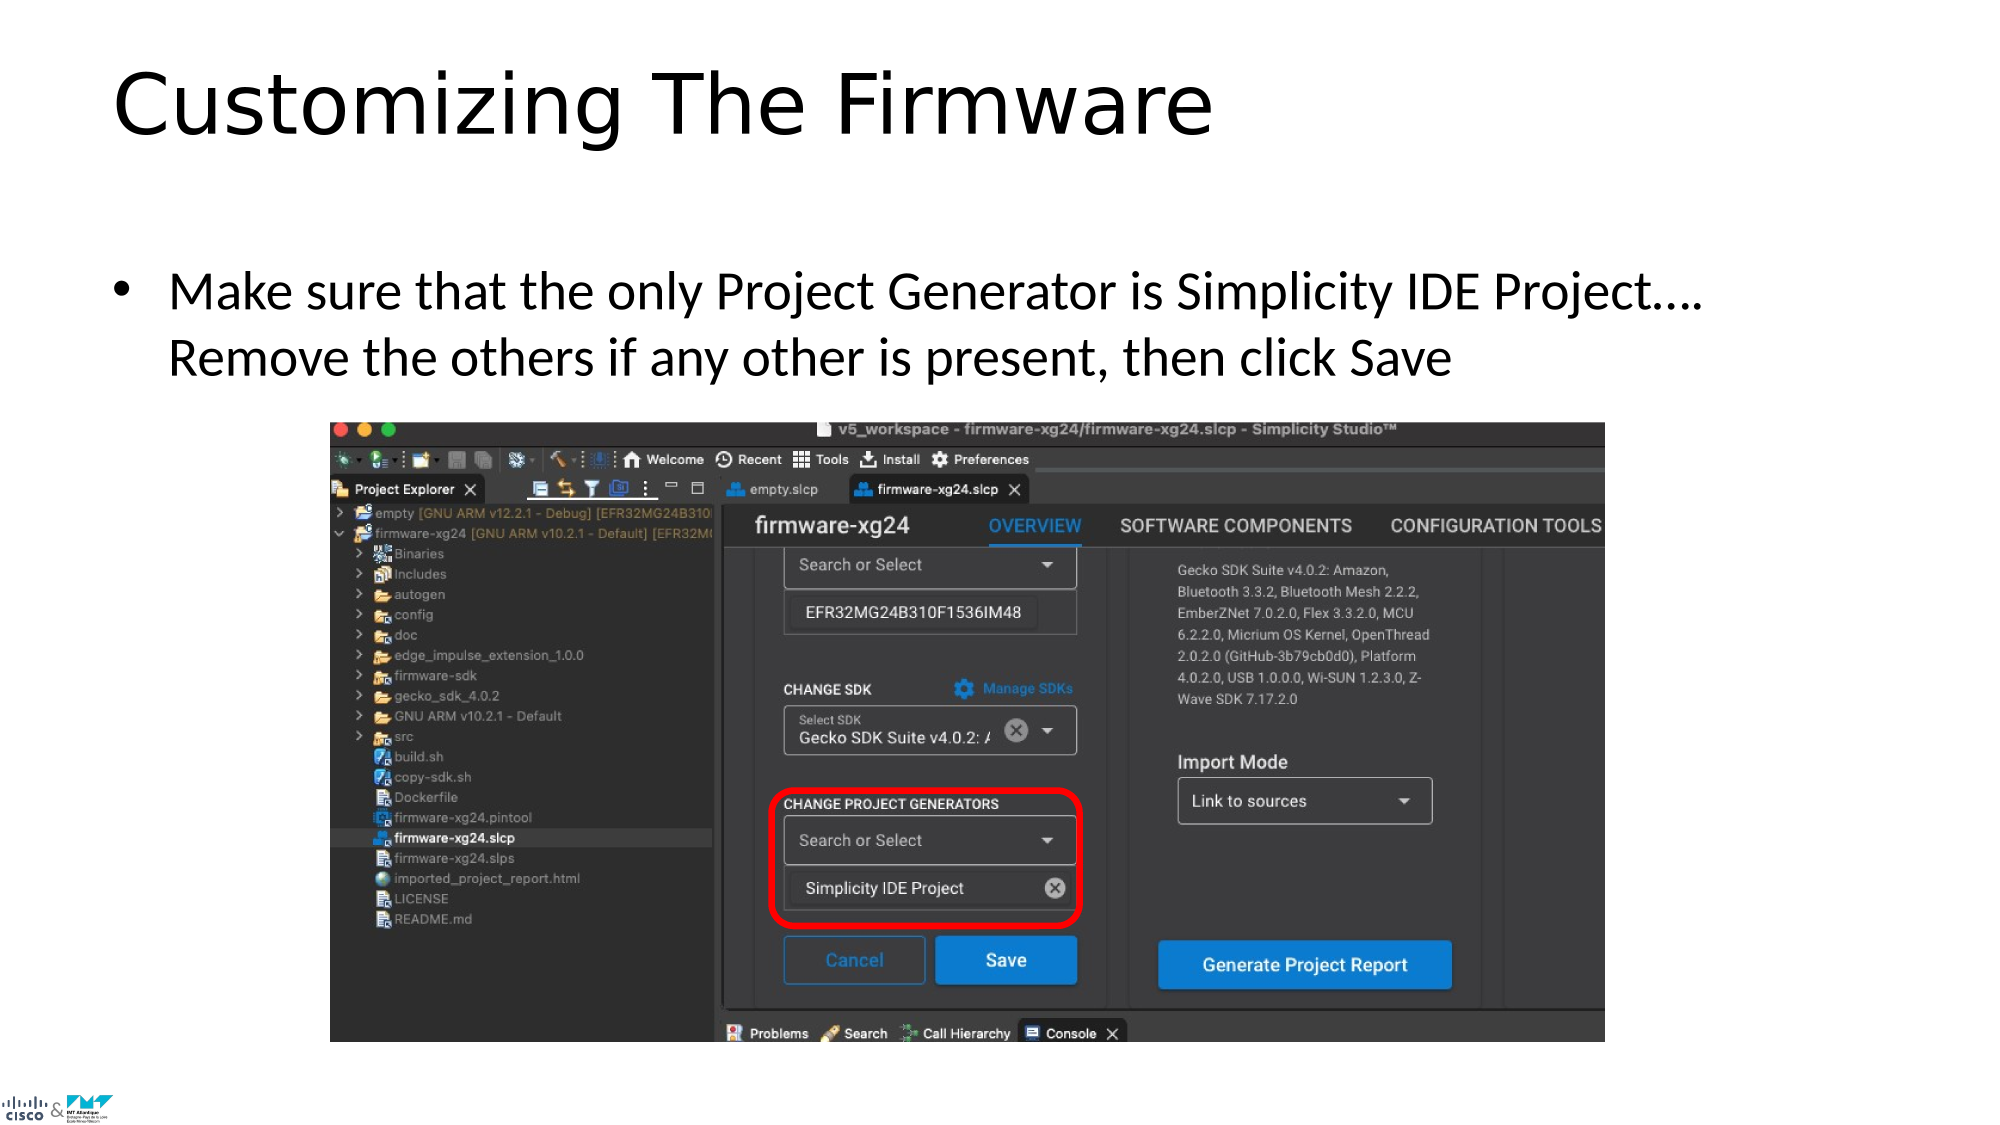 Customizing The Firmware
• Make sure that the only Project Generator is Simplicity IDE Project....
Remove the others if any other is present, then click Save
v5_workspace - firmware-xg24/firmware-xg24.slcp - Simplicity Studio™
Welcome Recent Tools Install Preferences
Project Explorer
empty.slcp firmware-xg24.slcp
empty [GNU ARM v12.2.1 - Debug] [EFR32MG24B310
firmware-xg24 [GNU ARM v10.2.1 - Default] [EFR32M
Binaries
Includes
autogen
config
doc
edge_impulse_extension_1.0.0
firmware-sdk
gecko_sdk_4.0.2
GNU ARM v10.2.1 - Default
src
build.sh
copy-sdk.sh
Dockerfile
firmware-xg24.pintool
firmware-xg24.slcp
firmware-xg24.slps
imported_project_report.html
LICENSE
README.md
firmware-xg24 OVERVIEW SOFTWARE COMPONENTS CONFIGURATION TOOLS
Search or Select
EFR32MG24B310F1536IM48
CHANGE SDK Manage SDKs
Select SDK
Gecko SDK Suite v4.0.2:
CHANGE PROJECT GENERATORS
Search or Select
Simplicity IDE Project
Cancel Save
Gecko SDK Suite v4.0.2: Amazon,
Bluetooth 3.3.2, Bluetooth Mesh 2.2.2,
EmberZNet 7.0.2.0, Flex 3.3.2.0, MCU
6.2.2.0, Micrium OS Kernel, OpenThread
2.0.2.0 (GitHub-3b79cb0d0), Platform
4.0.2.0, USB 1.0.0.0, Wi-SUN 1.2.3.0, Z-
Wave SDK 7.17.2.0
Import Mode
Link to sources
Generate Project Report
Problems Search Call Hierarchy Console
CISCO & IMT Atlantique